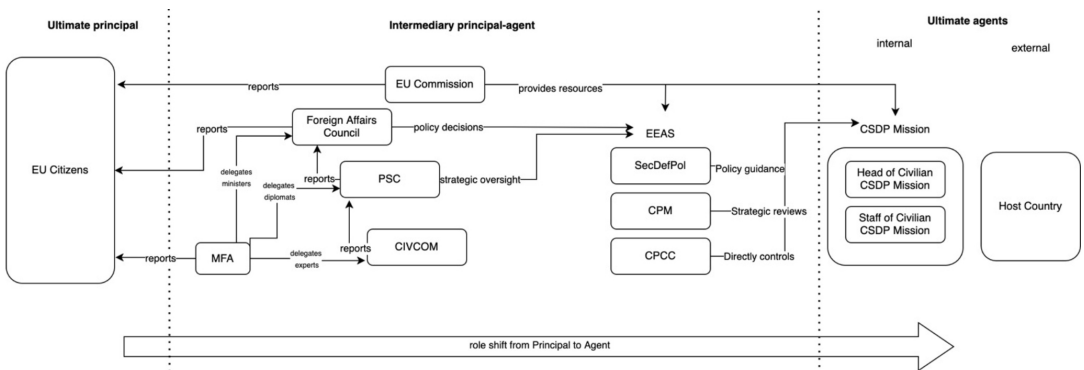 Ultimate principal
Intermediary principal-agent
Ultimate agents
internal
external
EU Citizens
reports
EU Commission
provides resources
reports
Foreign Affairs
Council
policy decisions
EEAS
CSDP Mission
delegates
ministers
delegates
diplomats
reports
PSC
strategic oversight
SecDefPol
Policy guidance
Head of Civilian
CSDP Mission
CPM
Strategic reviews
Staff of Civilian
CSDP Mission
Host Country
reports
MFA
delegates
experts
reports
CIVCOM
CPCC
Directly controls
role shift from Principal to Agent